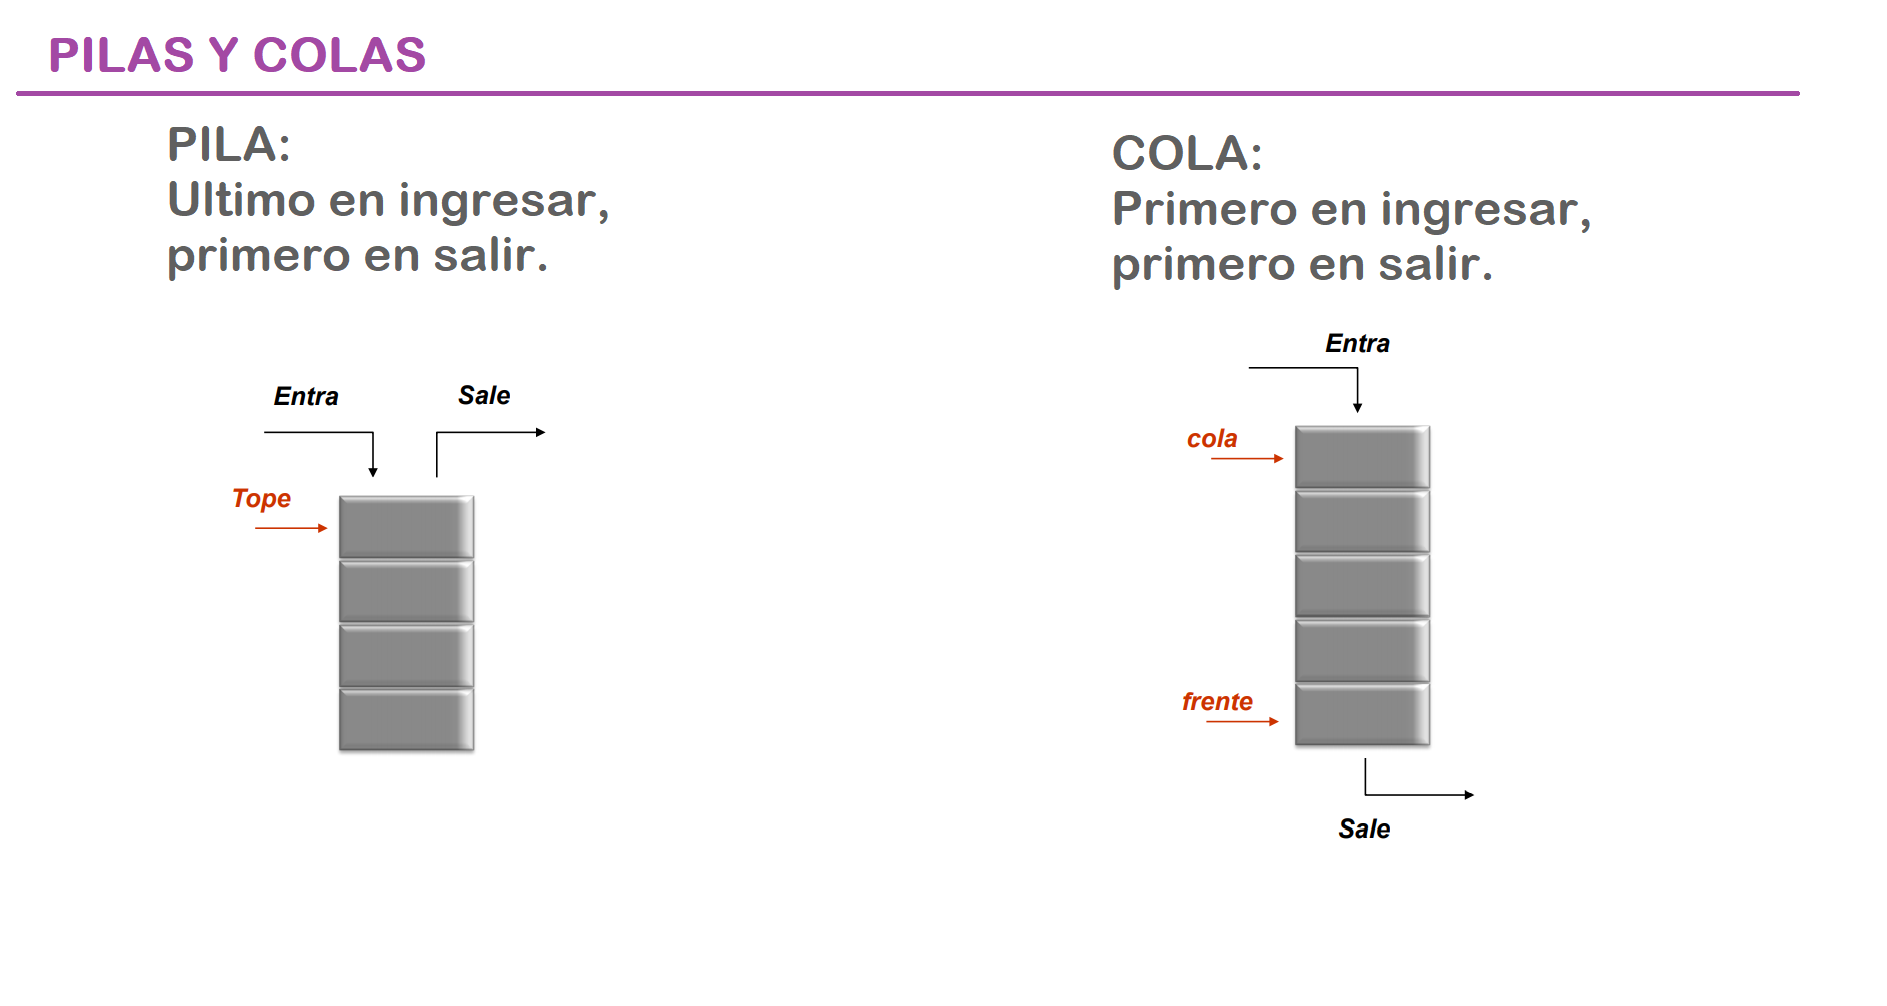 PILAS Y COLAS
PILA:
Ultimo en ingresar,
primero en salir.
Entra
Sale
Tope
COLA:
Primero en ingresar,
primero en salir.
Entra
cola
frente
Sale